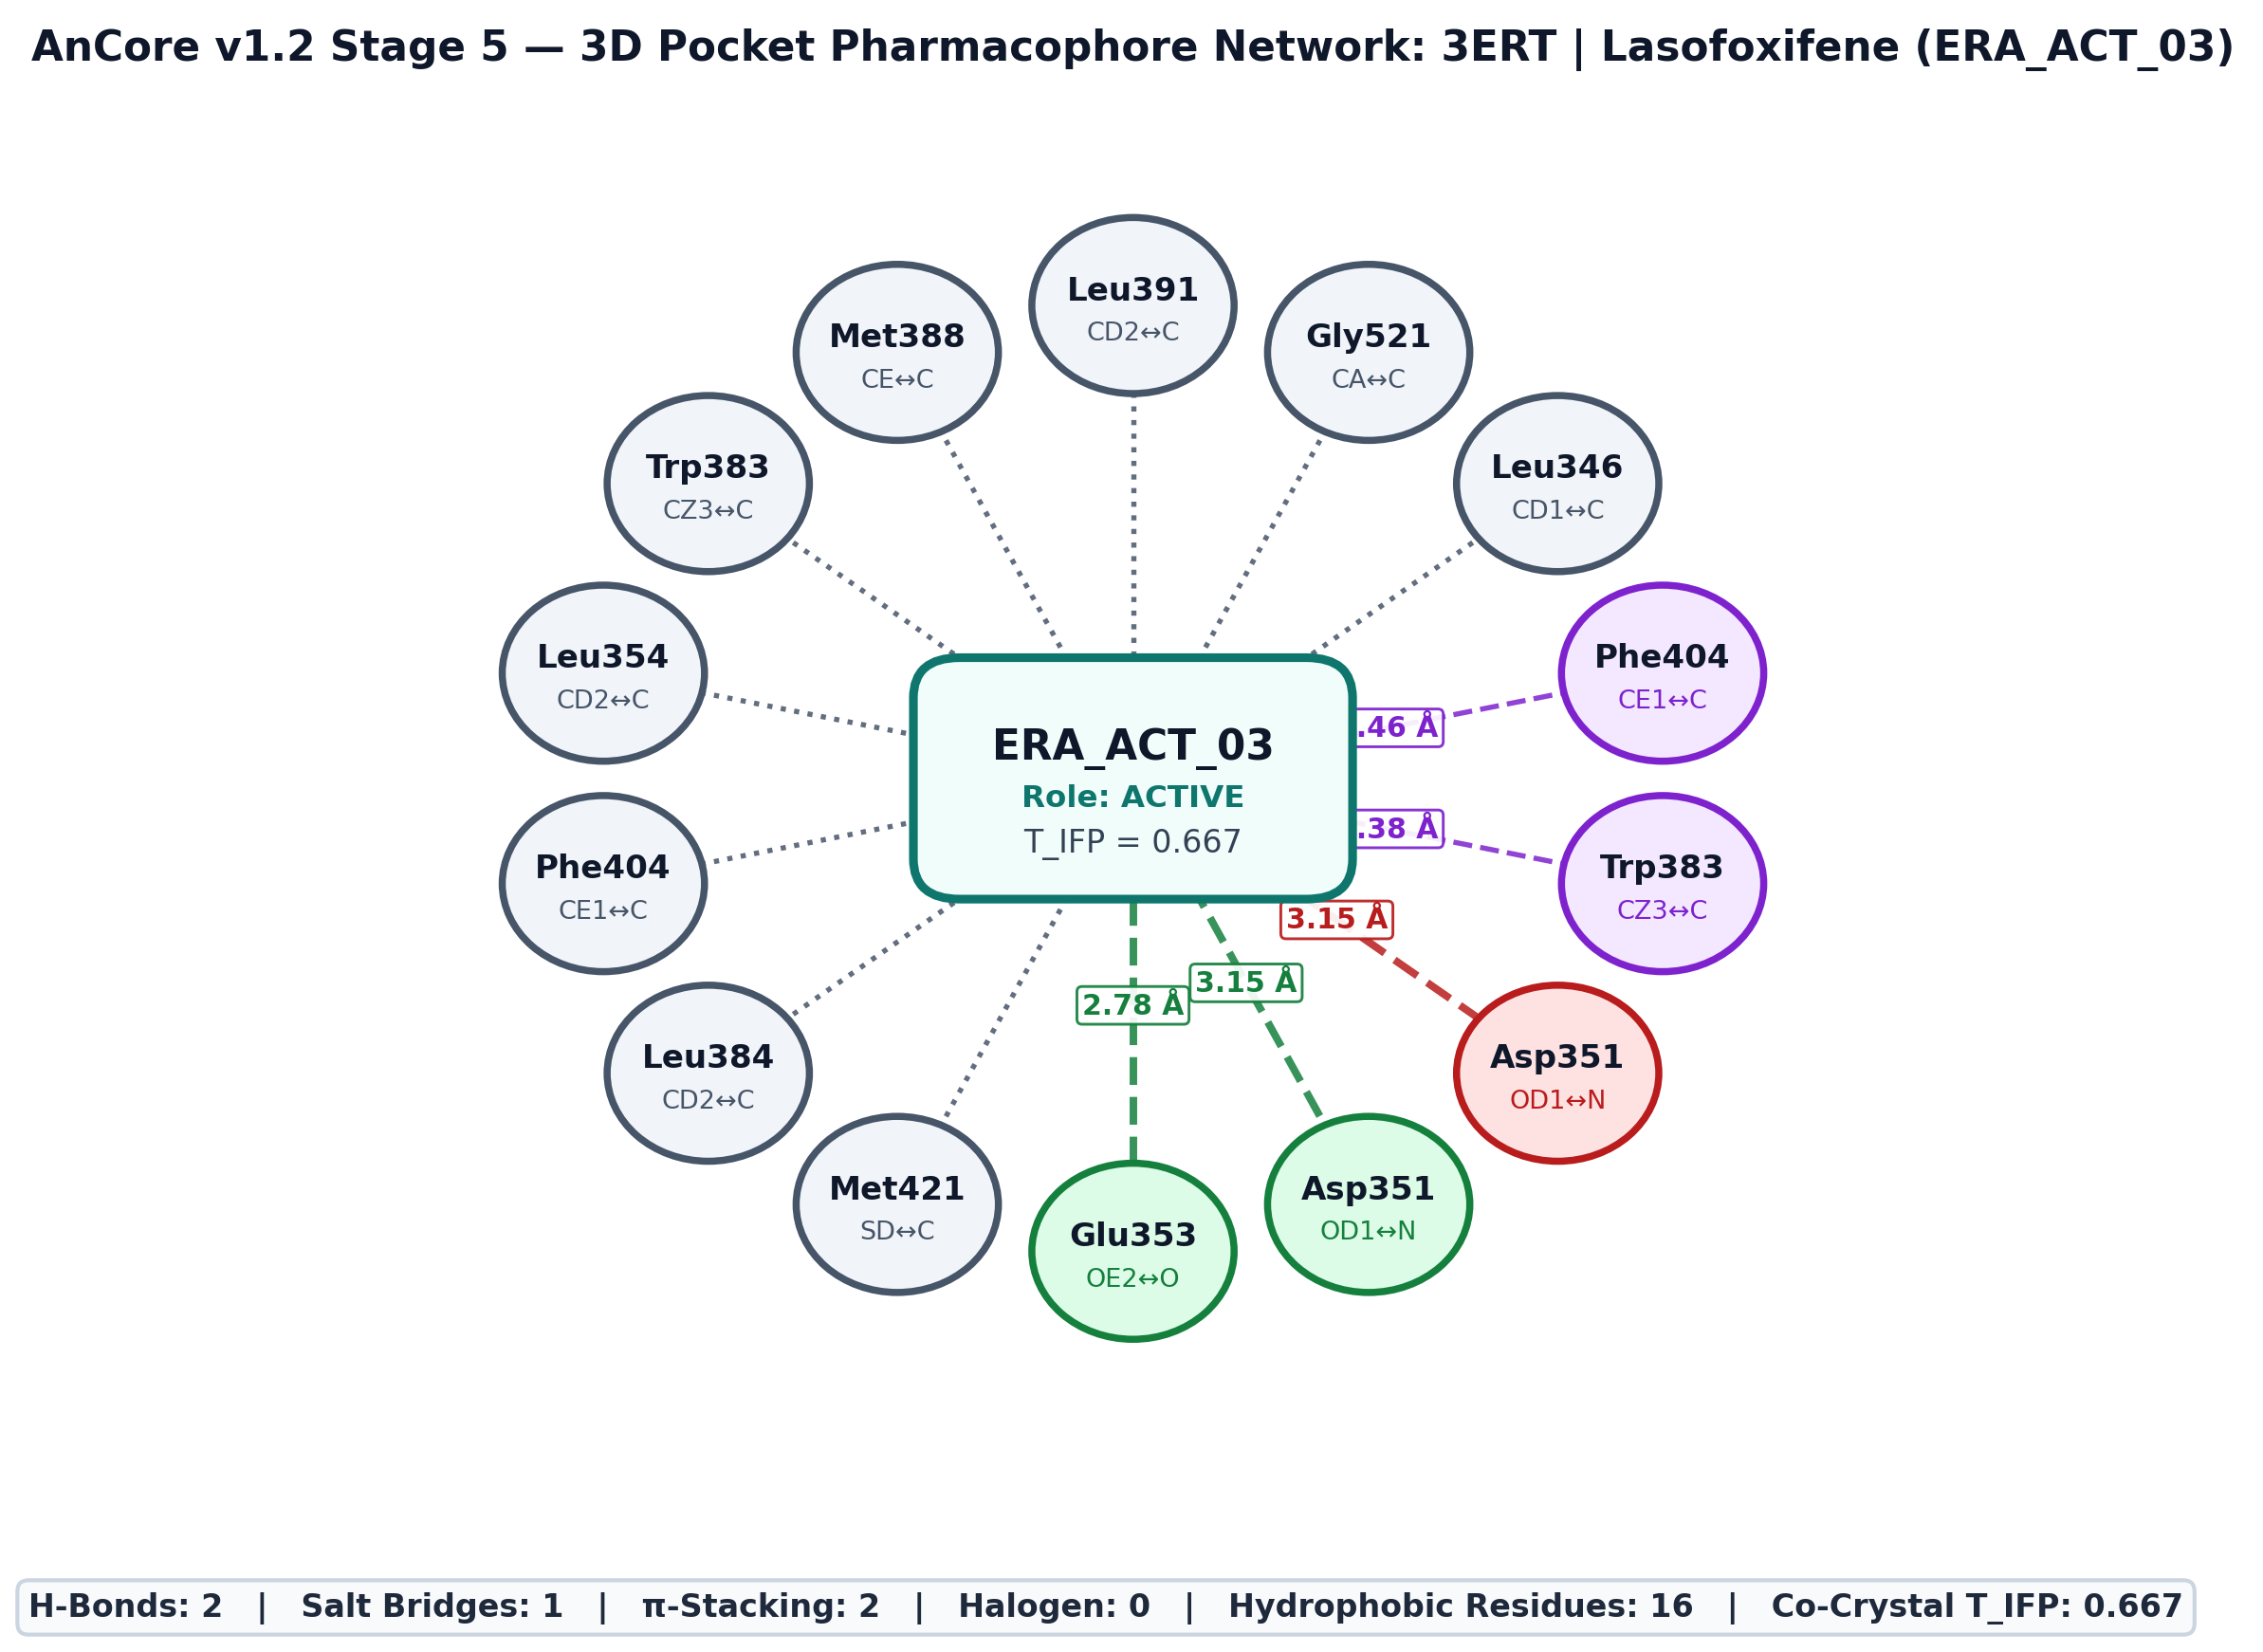 AnCore v1.2 Stage 5 — 3D Pocket Pharmacophore Network: 3ERT | Lasofoxifene (ERA_ACT_03)
Leu391
CD2↔C
Met388
CE↔C
Gly521
CA↔C
Trp383
CZ3↔C
Leu346
CD1↔C
Leu354
CD2↔C
Phe404
CE1↔C
.46 Å
ERA_ACT_03
Role: ACTIVE
T_IFP = 0.667
.38 Å
Phe404
CE1↔C
Trp383
CZ3↔C
3.15 Å
3.15 Å
2.78 Å
Leu384
CD2↔C
Asp351
OD1↔N
Met421
SD↔C
Asp351
OD1↔N
Glu353
OE2↔O
H-Bonds: 2 | Salt Bridges: 1 | π-Stacking: 2 | Halogen: 0 | Hydrophobic Residues: 16 | Co-Crystal T_IFP: 0.667